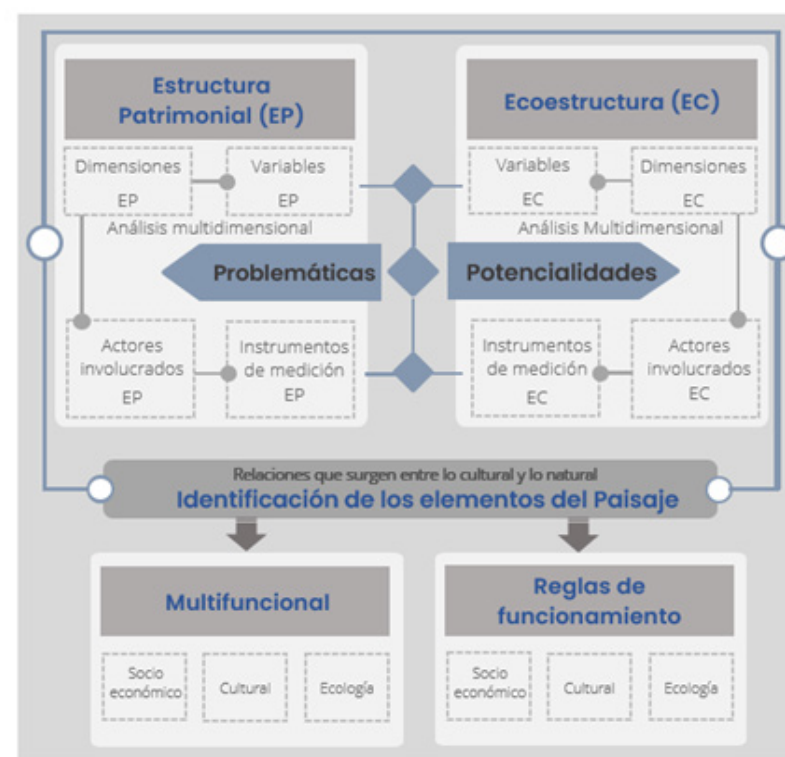 Estructura
Patrimonial (EP)
Dimensiones
EP
Variables
EP
Análisis multidimensional
Problemáticas
Actores
involucrados
EP
Instrumentos
de medición
EP
Ecoestructura (EC)
Variables
EC
Dimensiones
EC
Análisis Multidimensional
Potencialidades
Instrumentos
de medición
EC
Actores
involucrados
EC
Relaciones que surgen entre lo cultural y lo natural
Identificación de los elementos del Paisaje
Multifuncional
Socio
económico
Cultural
Ecología
Reglas de
funcionamiento
Socio
económico
Cultural
Ecología